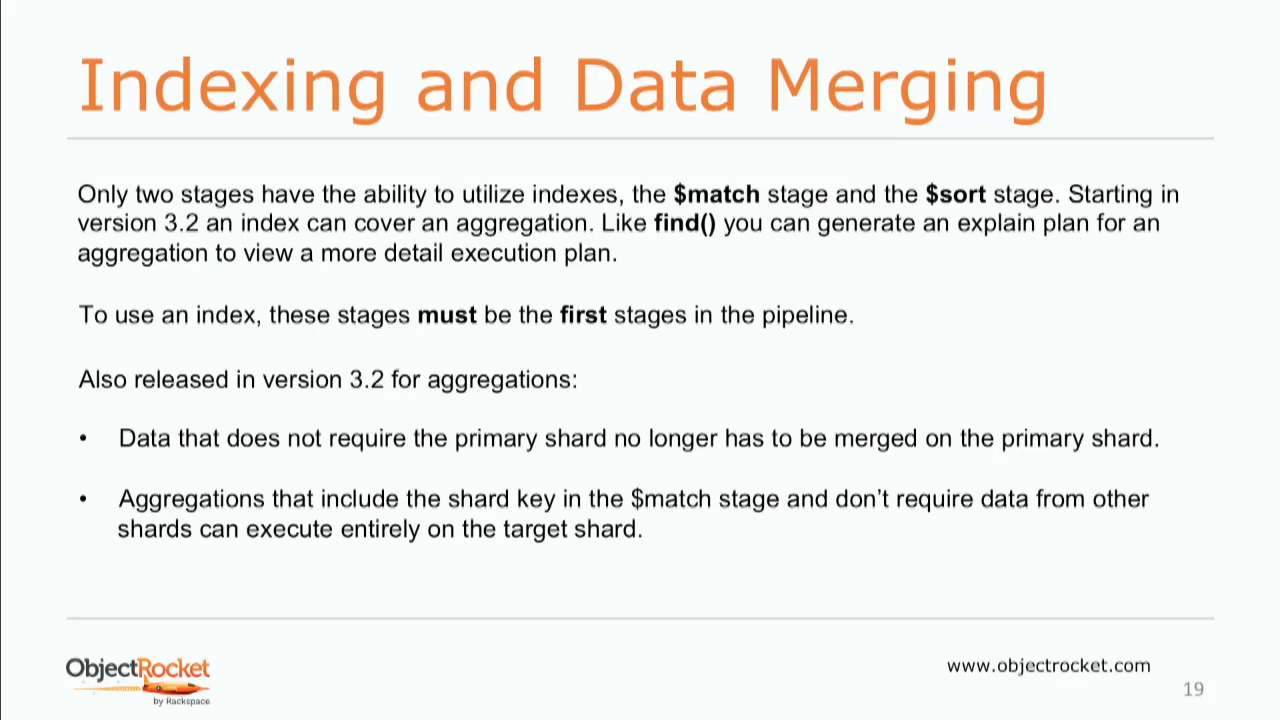 Indexing and Data Merging
Only two stages have the ability to utilize indexes, the $match stage and the $sort stage. Starting in
version 3.2 an index can cover an aggregation. Like find() you can generate an explain plan for an
aggregation to view a more detail execution plan.
To use an index, these stages must be the first stages in the pipeline.
Also released in version 3.2 for aggregations:
• Data that does not require the primary shard no longer has to be merged on the primary shard.
• Aggregations that include the shard key in the $match stage and don't require data from other
shards can execute entirely on the target shard.
ObjectRocket
by Rackspace
www.objectrocket.com
19